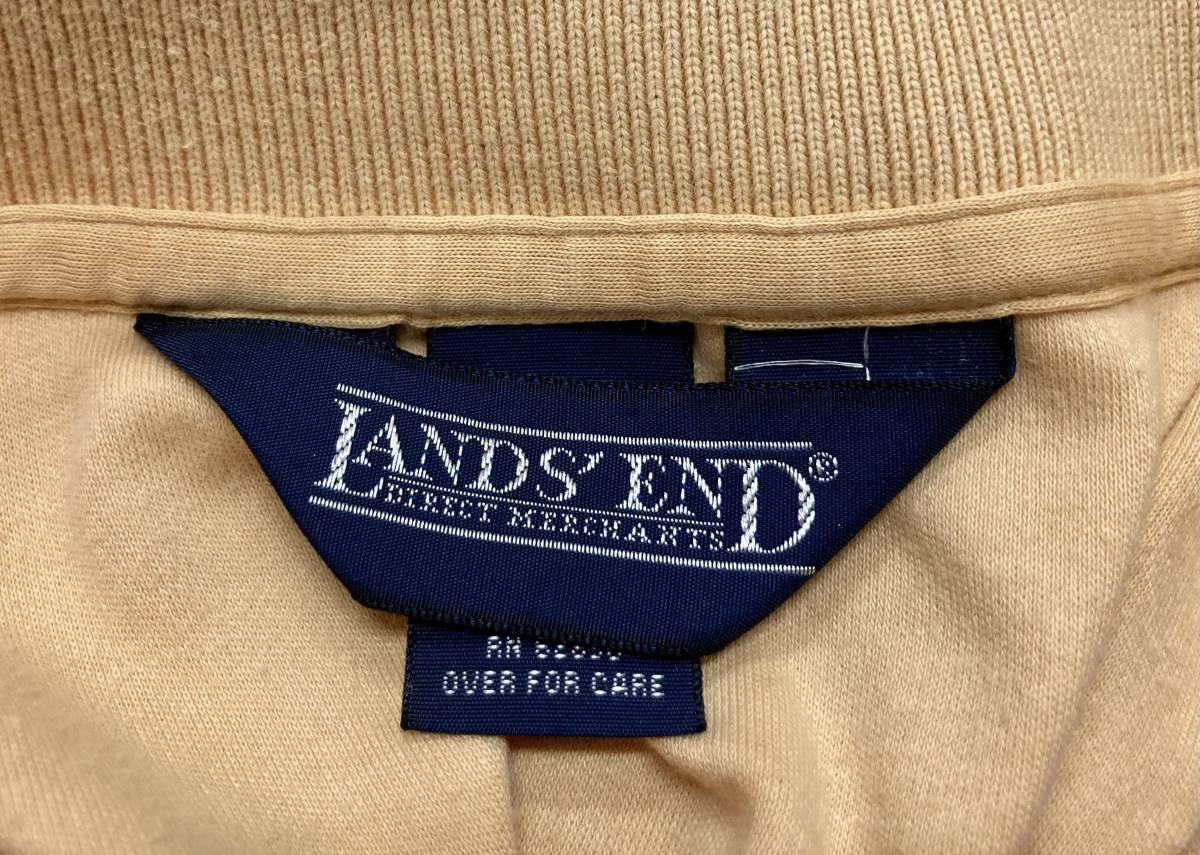 LANDS' END®
DIRECT MERCHANTS
RN
OVER FOR CARE